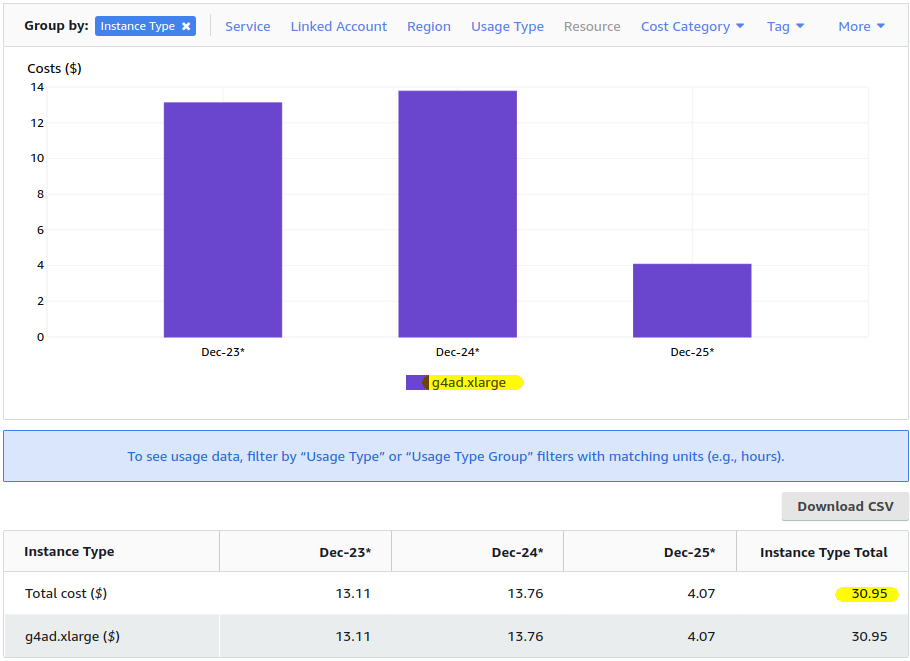 Group by: Instance Type ✖ Service Linked Account Region Usage Type Resource Cost Category Tag More
Costs ($)
14
12
10
8
6
4
2
0
Dec-23* Dec-24* Dec-25*
g4ad.xlarge
To see usage data, filter by “Usage Type” or “Usage Type Group” filters with matching units (e.g., hours).
Download CSV
Instance Type Dec-23* Dec-24* Dec-25* Instance Type Total
Total cost ($) 13.11 13.76 4.07 30.95
g4ad.xlarge ($) 13.11 13.76 4.07 30.95